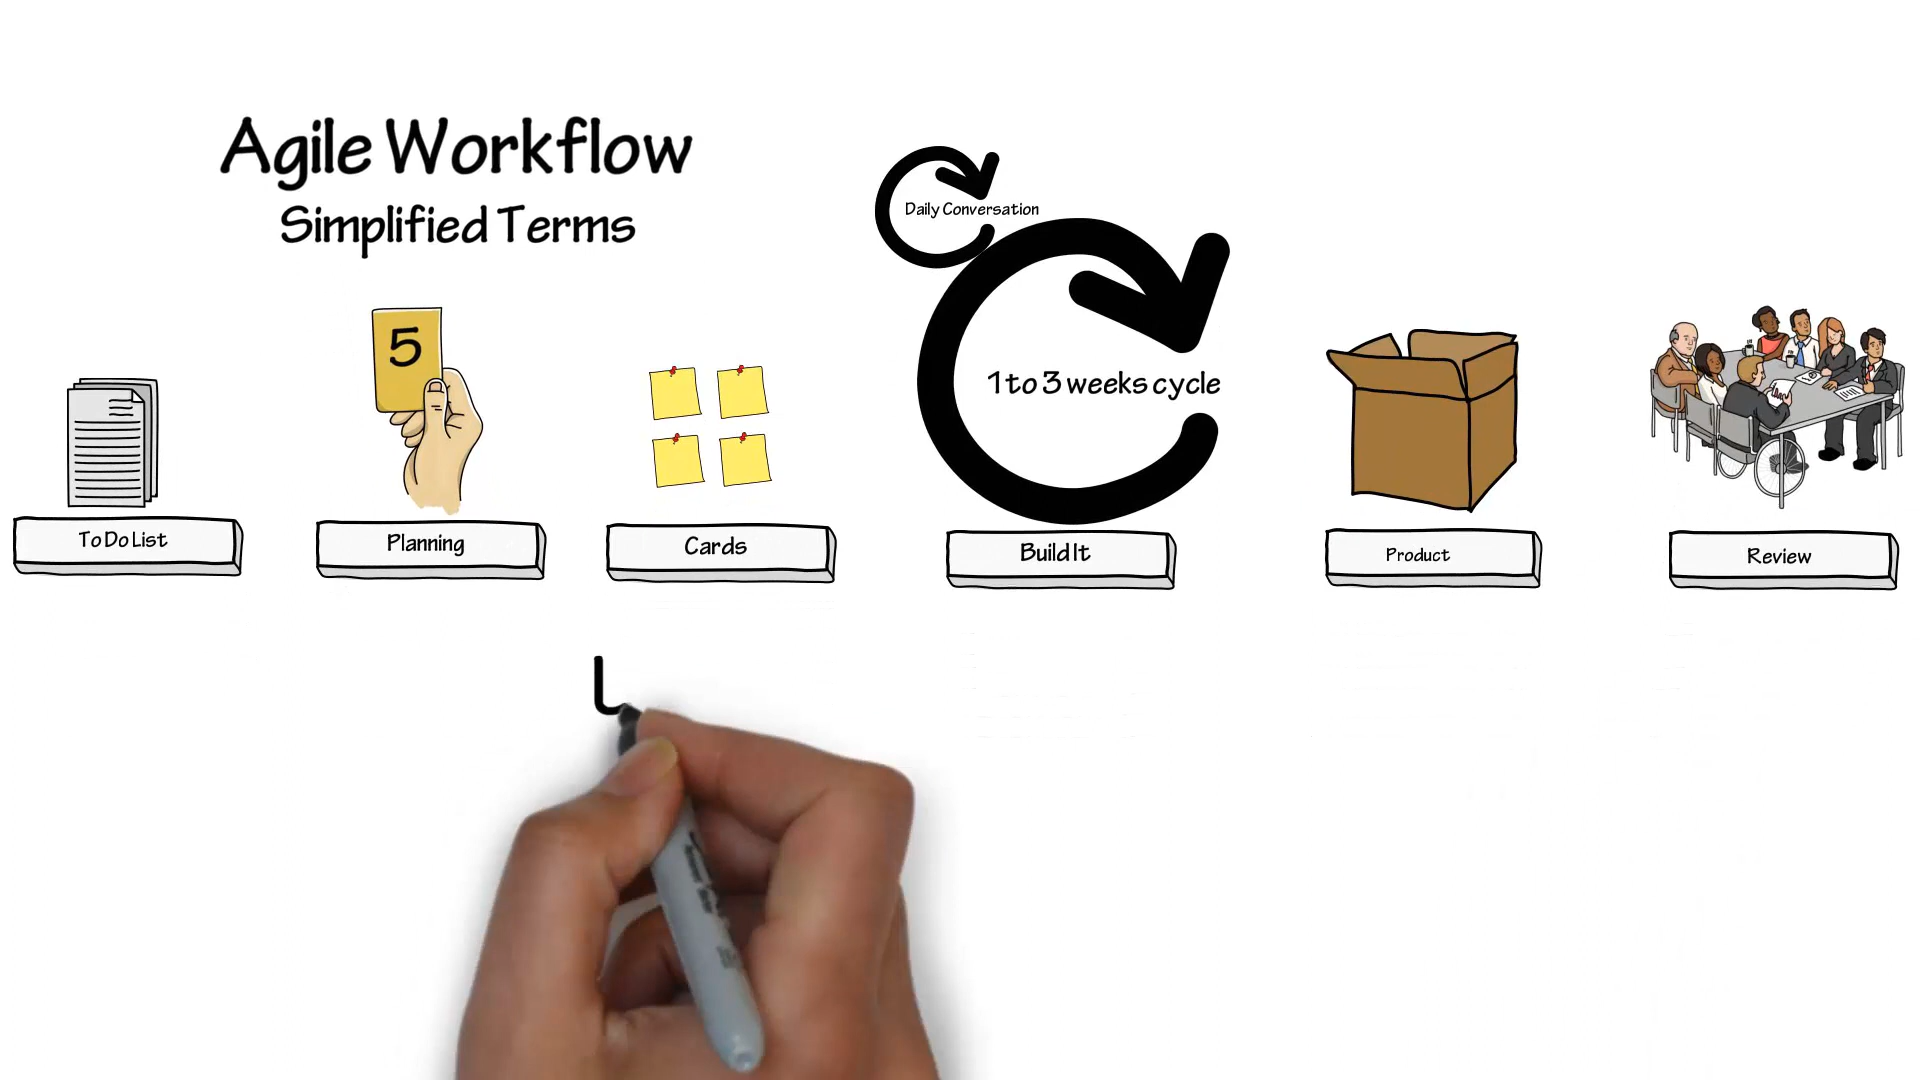 Agile Workflow
Simplified Terms
Daily Conversation
5
1 to 3 weeks cycle
To Do List
Planning
Cards
Build It
Product
Review